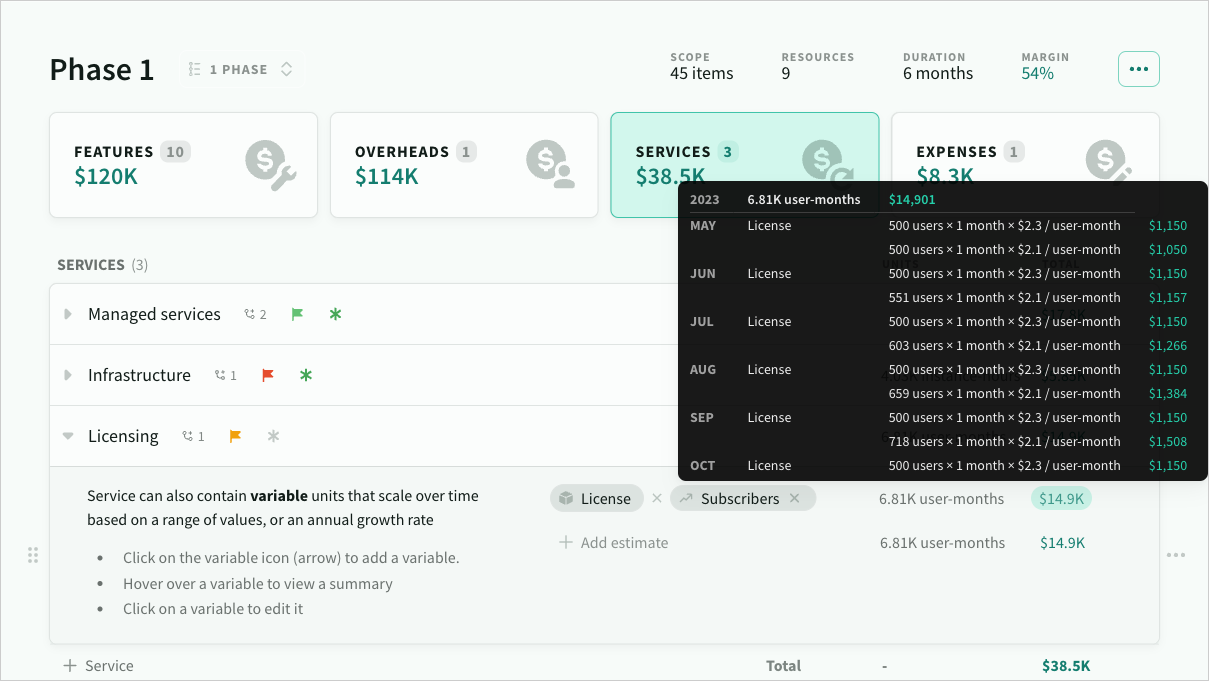 Phase 1
1 PHASE
SCOPE
45 items
RESOURCES
9
DURATION
6 months
MARGIN
54%
FEATURES 10
$120K
OVERHEADS 1
$114K
SERVICES 3
$38.5K
EXPENSES 1
$8.3K
2023 6.81K user-months $14,901
MAY License 500 users × 1 month × $2.3 / user-month $1,150
500 users × 1 month × $2.1 / user-month $1,050
JUN License 500 users × 1 month × $2.3 / user-month $1,150
551 users × 1 month × $2.1 / user-month $1,157
JUL License 500 users × 1 month × $2.3 / user-month $1,150
603 users × 1 month × $2.1 / user-month $1,266
AUG License 500 users × 1 month × $2.3 / user-month $1,150
659 users × 1 month × $2.1 / user-month $1,384
SEP License 500 users × 1 month × $2.3 / user-month $1,150
718 users × 1 month × $2.1 / user-month $1,508
OCT License 500 users × 1 month × $2.3 / user-month $1,150
SERVICES (3)
Managed services 2
Infrastructure 1
Licensing 1
Service can also contain variable units that scale over time
based on a range of values, or an annual growth rate
• Click on the variable icon (arrow) to add a variable.
• Hover over a variable to view a summary
• Click on a variable to edit it
License × Subscribers × 6.81K user-months $14.9K
+ Add estimate 6.81K user-months $14.9K
+ Service Total - $38.5K